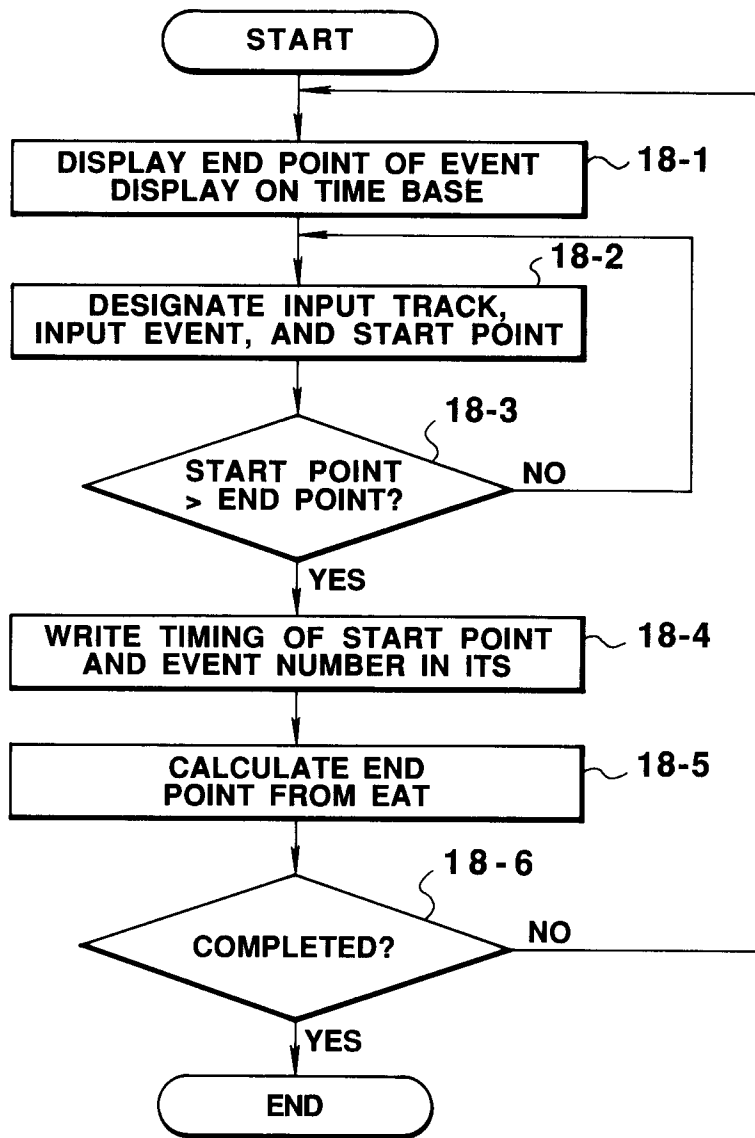 START
DISPLAY END POINT OF EVENT
DISPLAY ON TIME BASE
18-1
18-2
DESIGNATE INPUT TRACK,
INPUT EVENT, AND START POINT
18-3
START POINT
> END POINT?
NO
YES
WRITE TIMING OF START POINT
AND EVENT NUMBER IN ITS
18-4
CALCULATE END
POINT FROM EAT
18-5
18-6
COMPLETED?
NO
YES
END